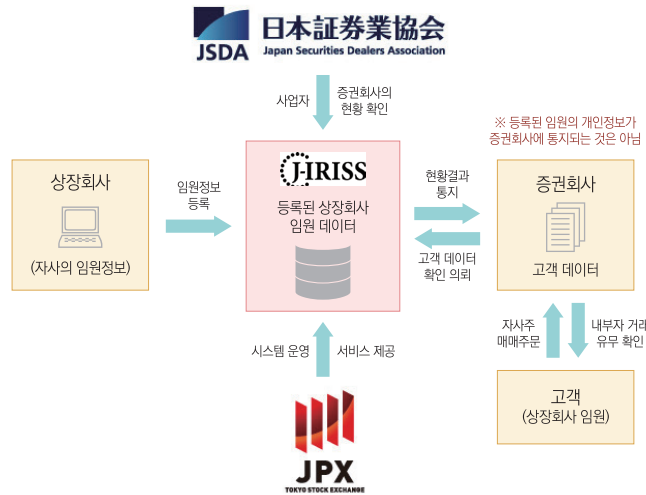 JSDA 日本証券業協会
Japan Securities Dealers Association
사업자
증권회사의
현황 확인
※ 등록된 임원의 개인정보가
증권회사에 통지되는 것은 아님
상장회사
(자사의 임원정보)
임원정보
등록
J-IRISS
등록된 상장회사
임원 데이터
현황결과
통지
고객 데이터
확인 의뢰
증권회사
고객 데이터
시스템 운영
서비스 제공
자사주
매매주문
내부자 거래
유무 확인
고객
(상장회사 임원)
JPX
TOKYO STOCK EXCHANGE